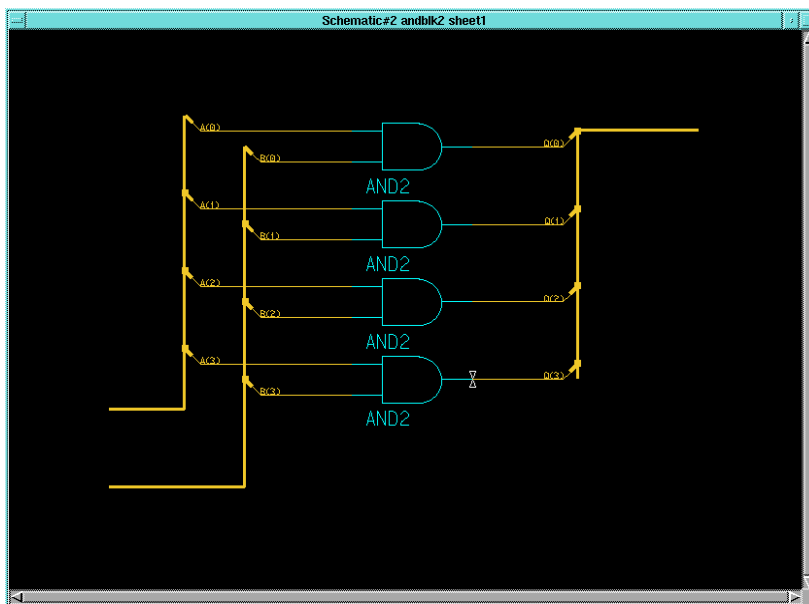 Schematic#2 andblk2 sheet1
A(0)
Q(0)
B(0)
AND2
A(1)
Q(1)
B(1)
AND2
A(2)
Q(2)
B(2)
AND2
A(3)
Q(3)
B(3)
AND2